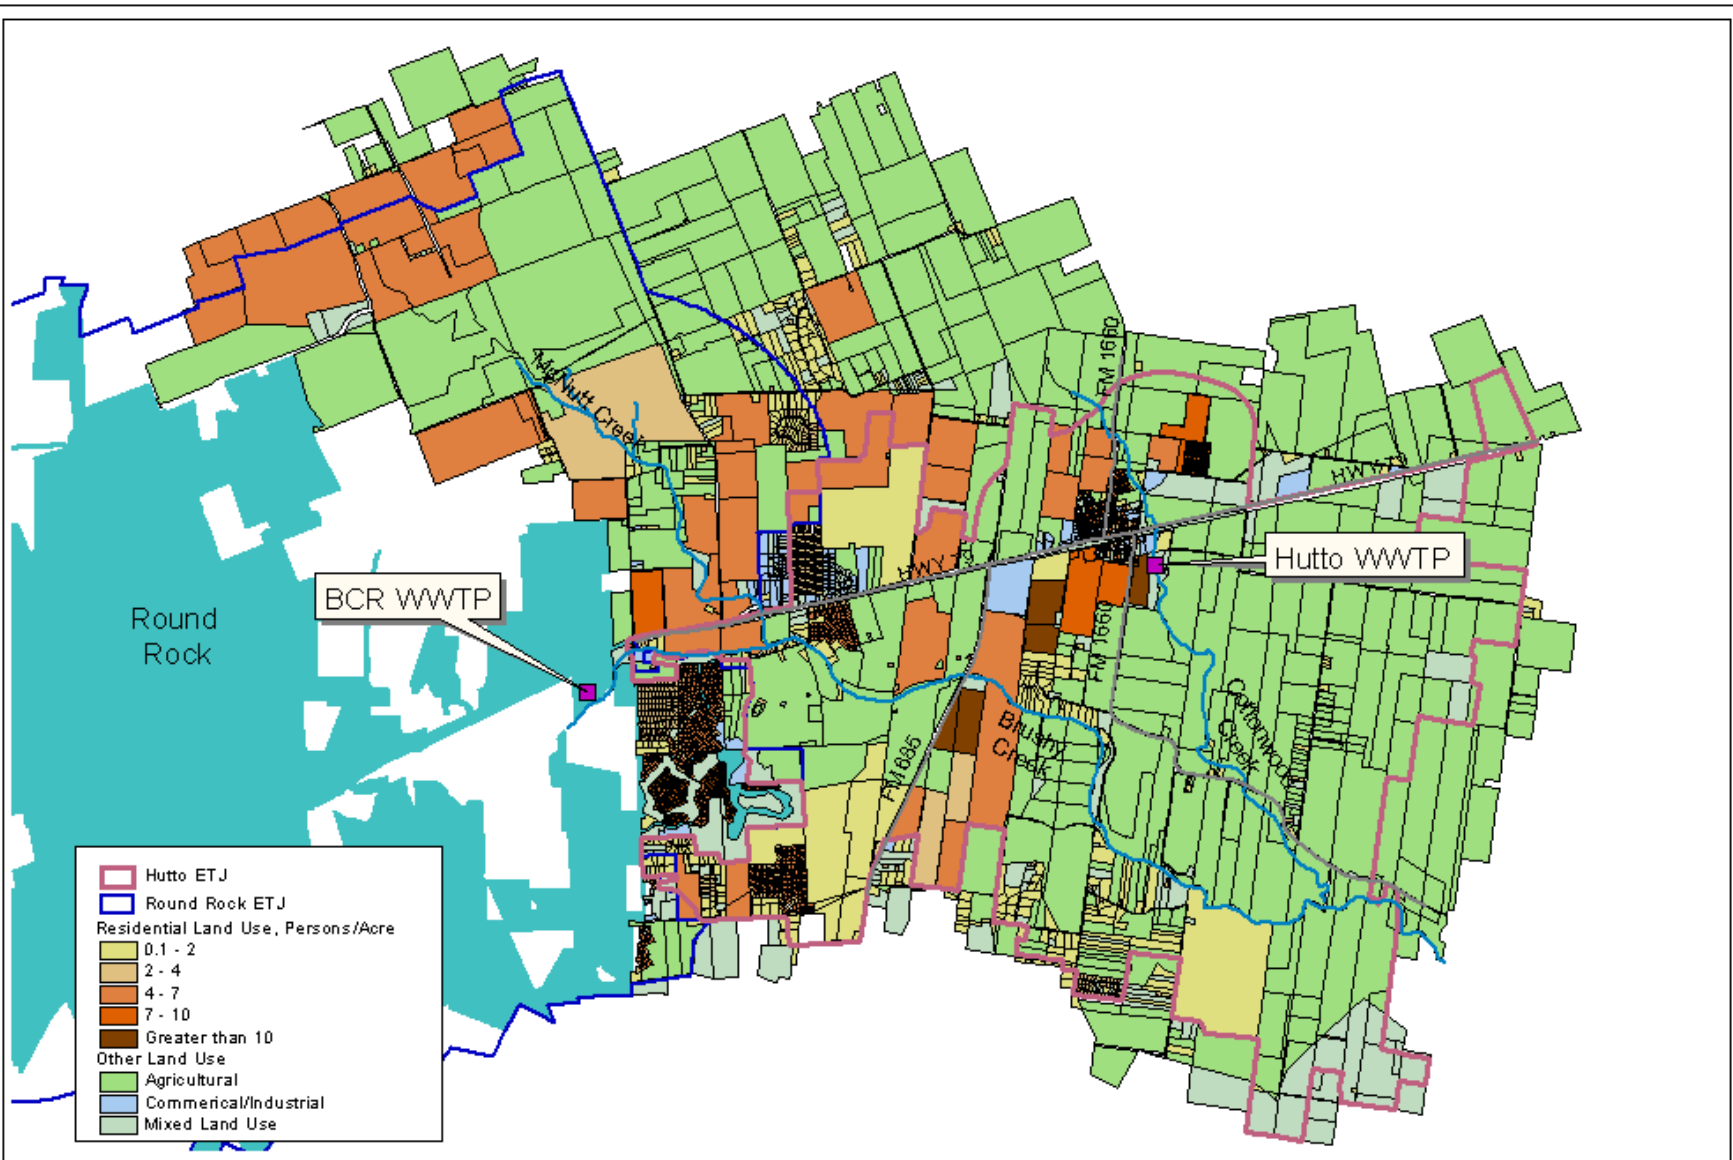 FM 1660
McNutt Creek
HWY
HWY 79
Hutto WWTP
BCR WWTP
Round
Rock
FM 1660
FM 685
Brushy
Creek
Cottonwood
Creek
Hutto ETJ
Round Rock ETJ
Residential Land Use, Persons/Acre
0.1 - 2
2 - 4
4 - 7
7 - 10
Greater than 10
Other Land Use
Agricultural
Commerical/Industrial
Mixed Land Use